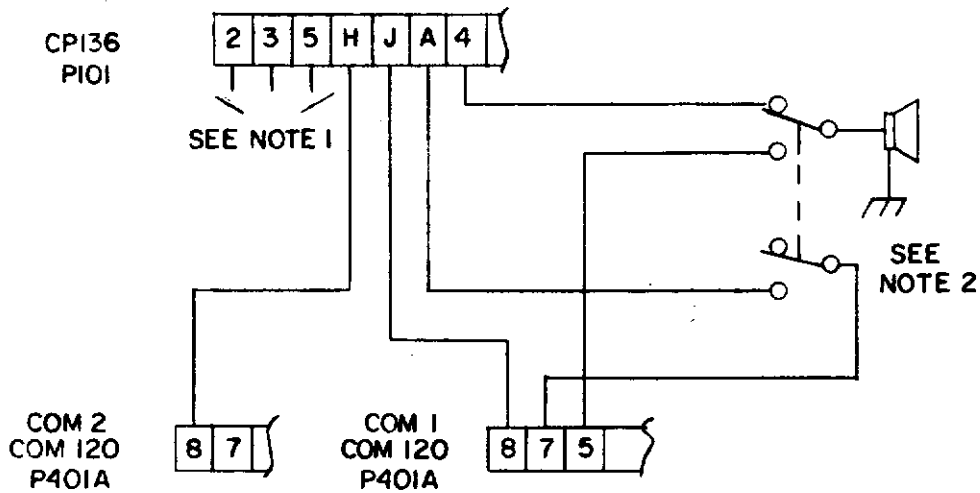 CP136
P101
2 3 5 H J A 4
SEE NOTE 1
SEE
NOTE 2
COM 2
COM 120
P401A
8 7
COM 1
COM 120
P401A
8 7 5